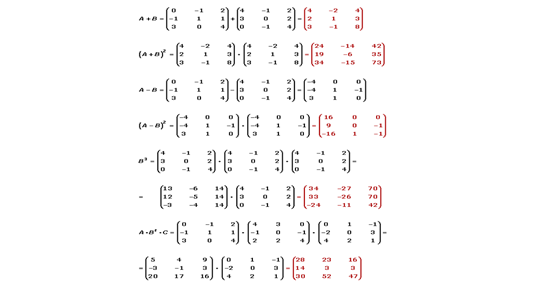 0 -1 2 4 -1 2 4 -2 4
A + B = -1 1 1 + 3 0 2 = 2 1 3
3 0 4 0 -1 4 3 -1 8
4 -2 4 4 -2 4 24 -14 42
(A + B)² = 2 1 3 · 2 1 3 = 19 -6 35
3 -1 8 3 -1 8 34 -15 73
0 -1 2 4 -1 2 -4 0 0
A - B = -1 1 1 - 3 0 2 = -4 1 -1
3 0 4 0 -1 4 3 1 0
-4 0 0 -4 0 0 16 0 0
(A - B)² = -4 1 -1 · -4 1 -1 = 9 0 -1
3 1 0 3 1 0 -16 1 -1
4 -1 2 4 -1 2 4 -1 2
B³ = 3 0 2 · 3 0 2 · 3 0 2 =
0 -1 4 0 -1 4 0 -1 4
13 -6 14 4 -1 2 34 -27 70
= 12 -5 14 · 3 0 2 = 33 -26 70
-3 -4 14 0 -1 4 -24 -11 42
0 -1 2 4 3 0 0 1 -1
A · Bᵗ · C = -1 1 1 · -1 0 -1 · -2 0 3 =
3 0 4 2 2 4 4 2 1
5 4 9 0 1 -1 28 23 16
= -3 -1 3 · -2 0 3 = 14 3 3
20 17 16 4 2 1 30 52 47